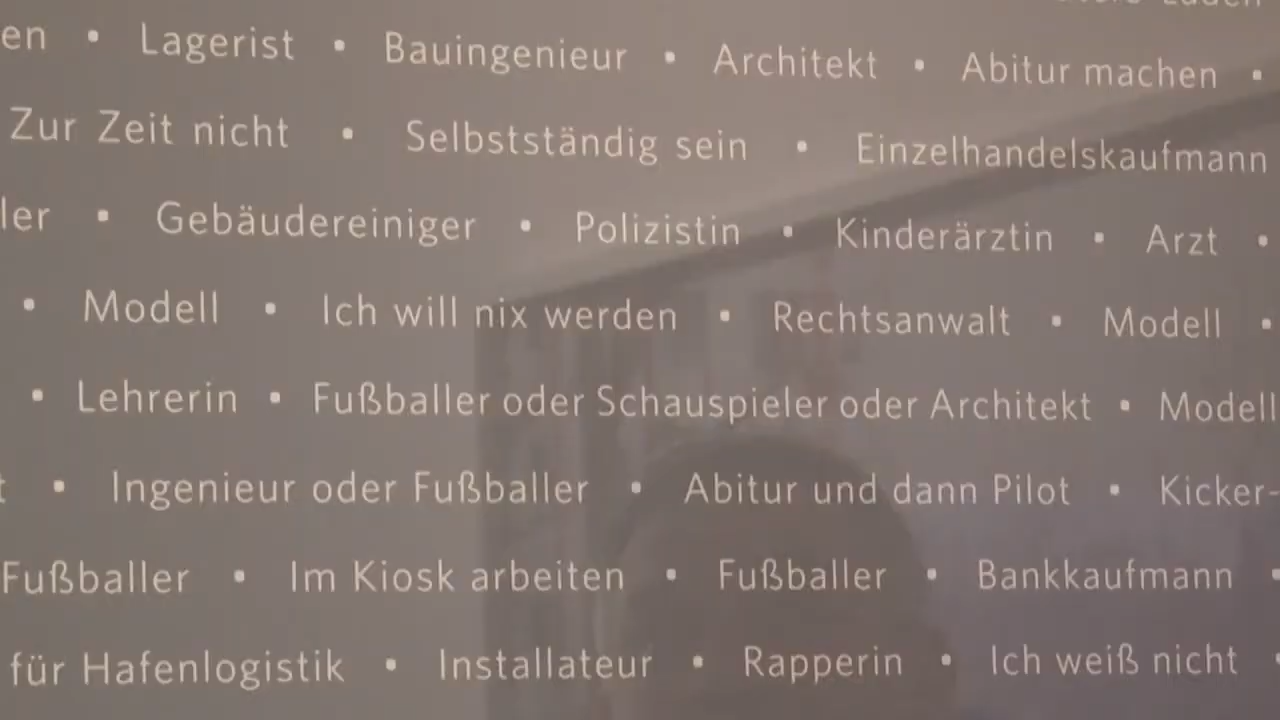 en • Lagerist • Bauingenieur • Architekt • Abitur machen •
Zur Zeit nicht • Selbstständig sein • Einzelhandelskaufmann
ler • Gebäudereiniger • Polizistin • Kinderärztin • Arzt •
• Modell • Ich will nix werden • Rechtsanwalt • Modell •
• Lehrerin • Fußballer oder Schauspieler oder Architekt • Modell
t • Ingenieur oder Fußballer • Abitur und dann Pilot • Kicker-
Fußballer • Im Kiosk arbeiten • Fußballer • Bankkaufmann •
für Hafenlogistik • Installateur • Rapperin • Ich weiß nicht •